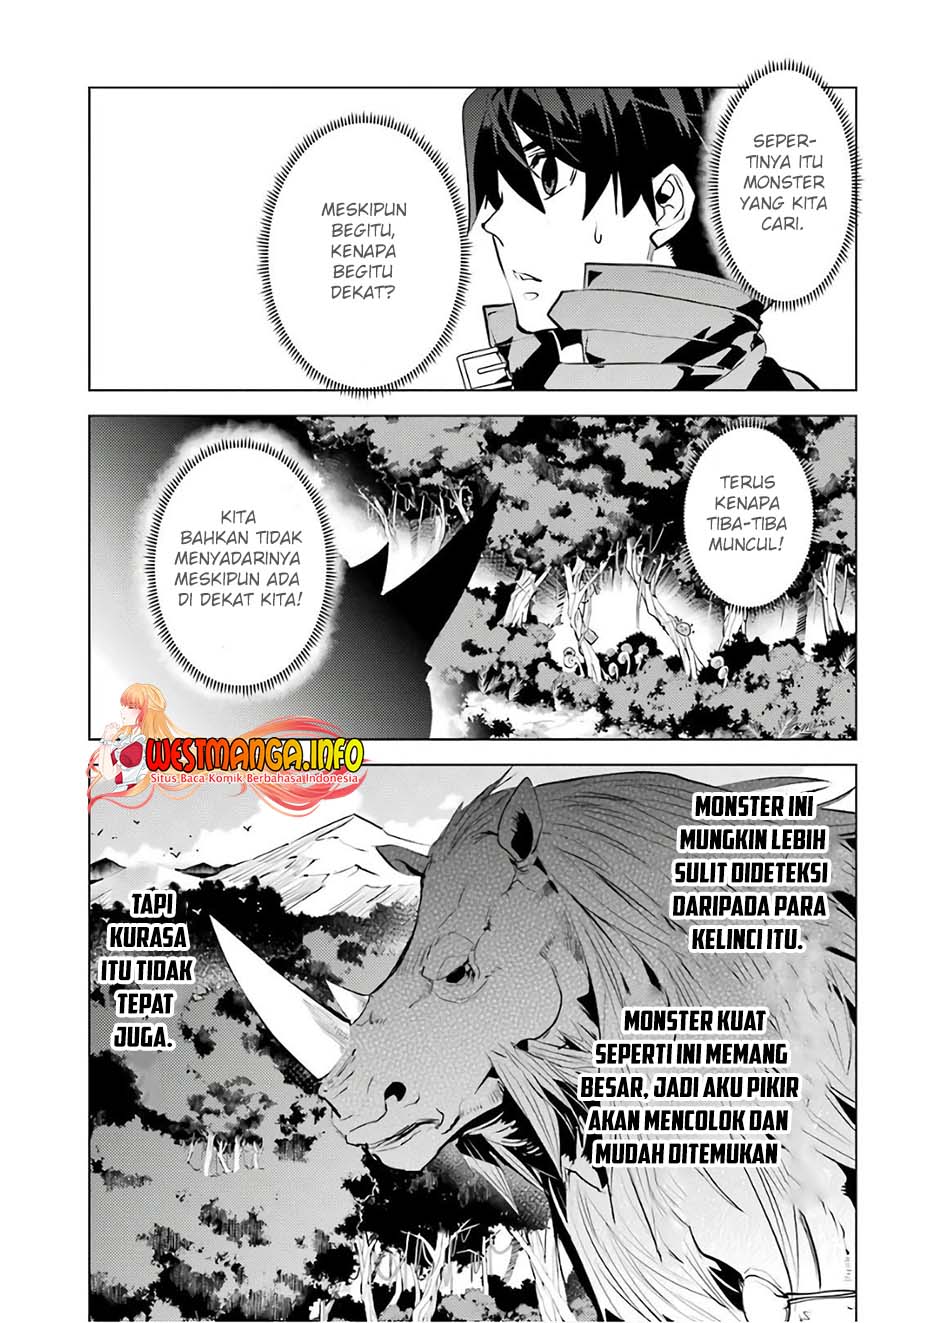 SEPER-
TINYA ITU
MONSTER
YANG KITA
CARI.
MESKIPUN
BEGITU,
KENAPA
BEGITU
DEKAT?
TERUS
KENAPA
TIBA-TIBA
MUNCUL!
KITA
BAHKAN TIDAK
MENYADARINYA
MESKIPUN ADA
DI DEKAT KITA!
WESTMANGA.INFO
Situs Baca Komik Berbahasa Indonesia
MONSTER INI
MUNGKIN LEBIH
SULIT DIDETEKSI
DARIPADA PARA
KELINCI ITU.
TAPI
KURASA
ITU TIDAK
TEPAT
JUGA.
MONSTER KUAT
SEPERTI INI MEMANG
BESAR, JADI AKU PIKIR
AKAN MENCOLOK DAN
MUDAH DITEMUKAN